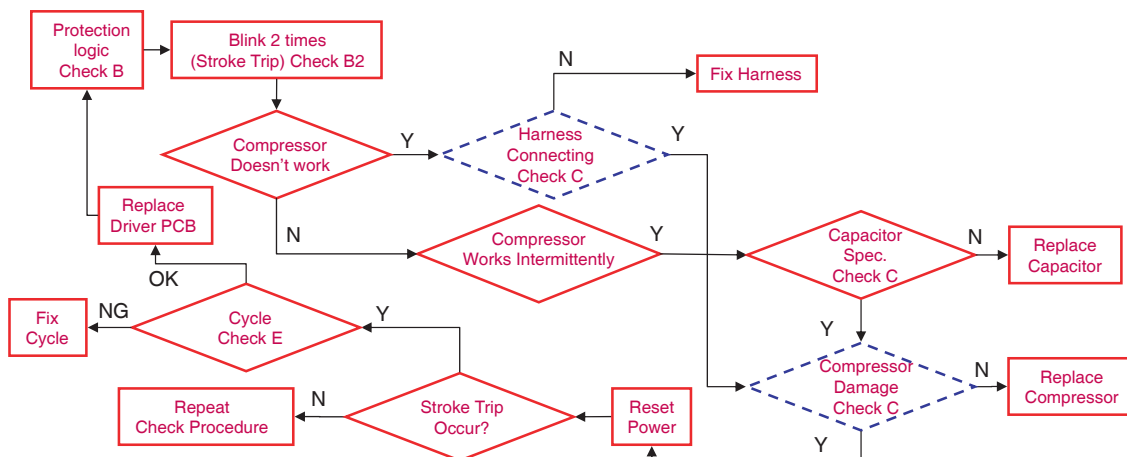 Protection
logic
Check B
Blink 2 times
(Stroke Trip) Check B2
N
Fix Harness
Compressor
Doesn't work
Y
Harness
Connecting
Check C
Y
Replace
Driver PCB
N
Compressor
Works Intermittently
Y
Capacitor
Spec.
Check C
N
Replace
Capacitor
OK
Fix
Cycle
NG
Cycle
Check E
Y
Y
Compressor
Damage
Check C
N
Replace
Compressor
Repeat
Check Procedure
N
Stroke Trip
Occur?
Reset
Power
Y